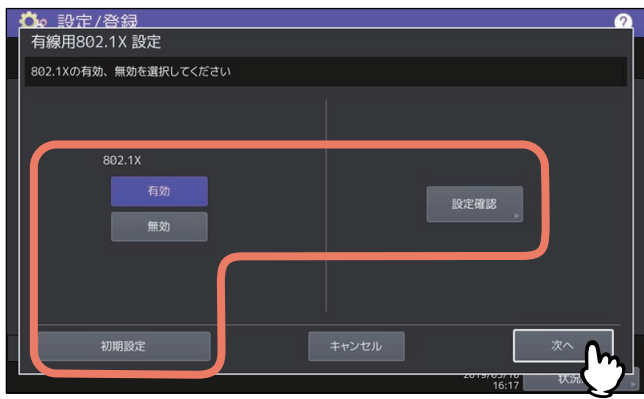 設定/登録
?
有線用802.1X 設定
802.1Xの有効、無効を選択してください
802.1X
有効
設定確認
無効
初期設定
キャンセル
次へ
16:17
状況